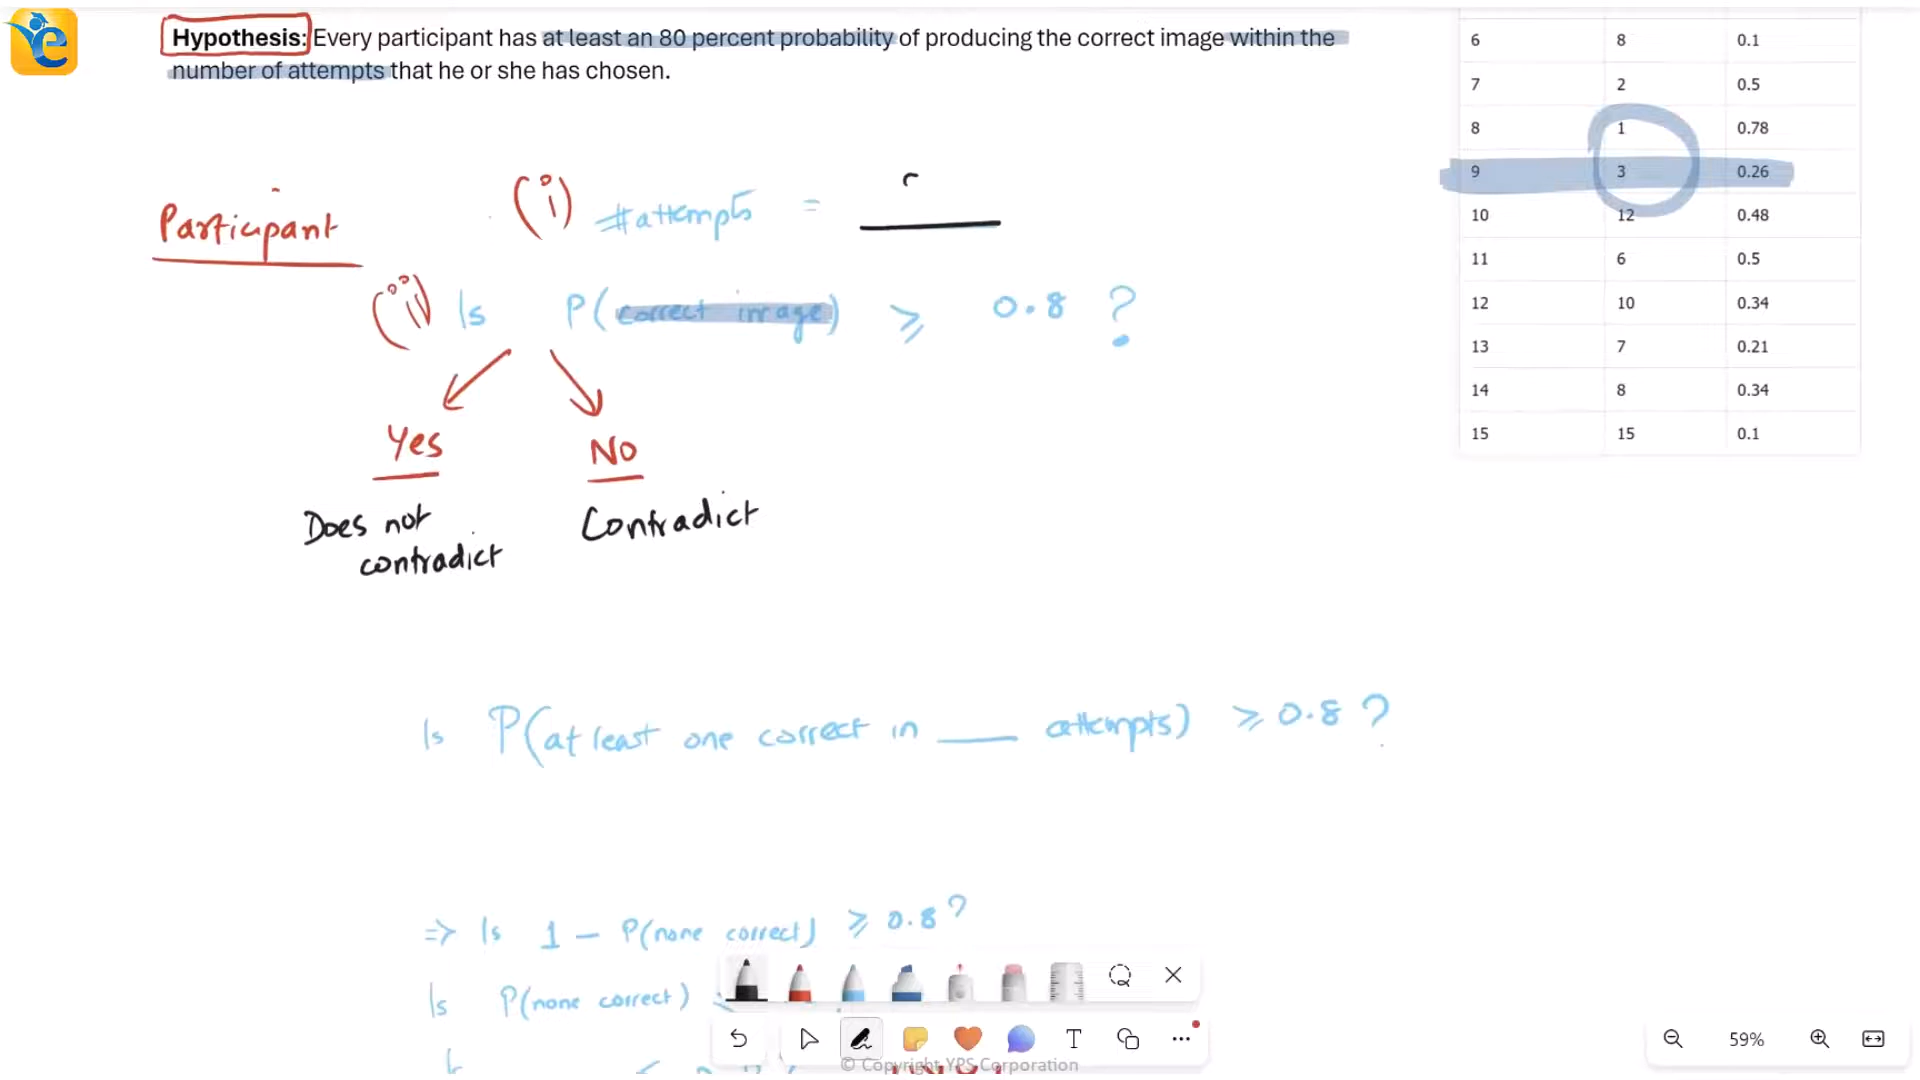 Hypothesis: Every participant has at least an 80 percent probability of producing the correct image within the
number of attempts that he or she has chosen.
6 8 0.1
7 2 0.5
8 1 0.78
9 3 0.26
10 12 0.48
11 6 0.5
12 10 0.34
13 7 0.21
14 8 0.34
15 15 0.1
Participant
(i) #attempts = ___
(ii) Is P(correct image) ≥ 0.8 ?
Yes No
Does not
contradict
Contradict
Is P(at least one correct in ___ attempts) ≥ 0.8 ?
=> Is 1 - P(none correct) ≥ 0.8 ?
Is P(none correct)
59%
© Copyright YPS Corporation